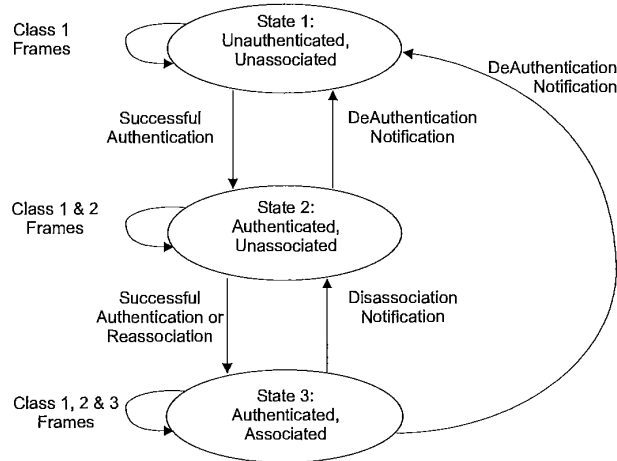 Class 1
Frames
State 1:
Unauthenticated,
Unassociated
DeAuthentication
Notification
Successful
Authentication
DeAuthentication
Notification
Class 1 & 2
Frames
State 2:
Authenticated,
Unassociated
Successful
Authentication or
Reassociation
Disassociation
Notification
Class 1, 2 & 3
Frames
State 3:
Authenticated,
Associated